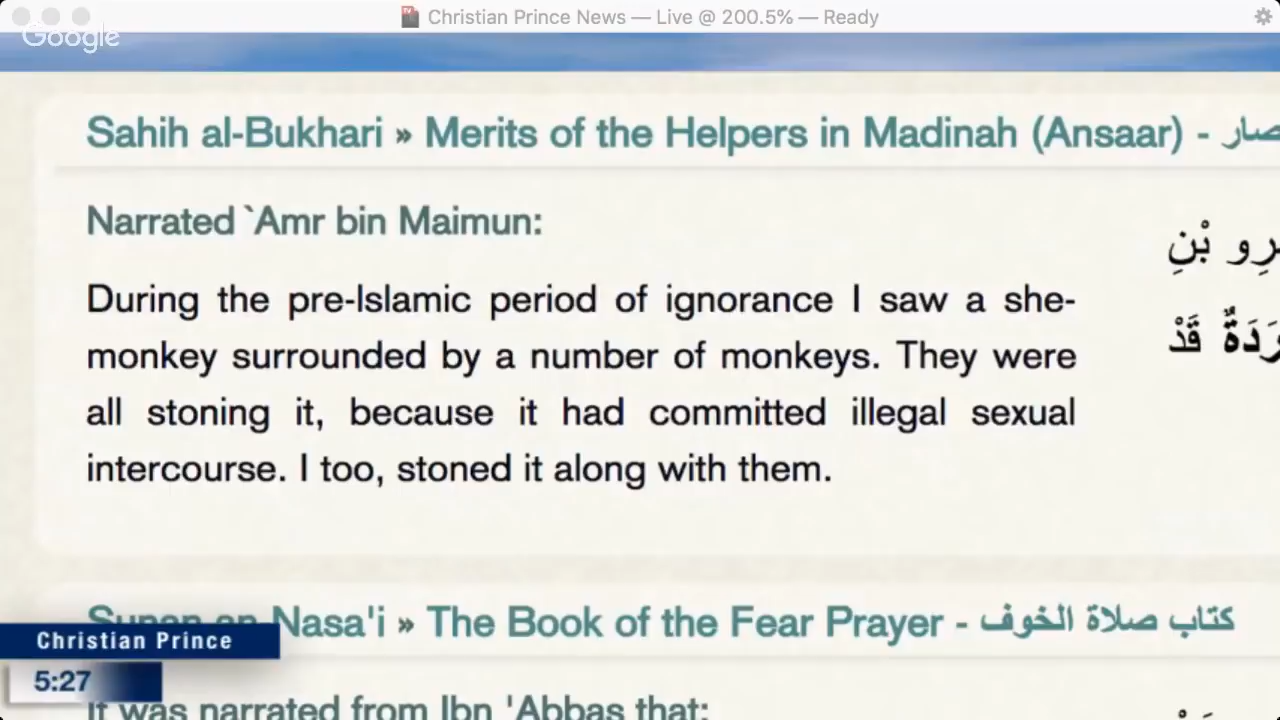 Christian Prince News — Live @ 200.5% — Ready
Google
Sahih al-Bukhari » Merits of the Helpers in Madinah (Ansaar) -
Narrated `Amr bin Maimun:
During the pre-Islamic period of ignorance I saw a she-
monkey surrounded by a number of monkeys. They were
all stoning it, because it had committed illegal sexual
intercourse. I too, stoned it along with them.
بْنِ
قَدْ
Sunan an-Nasa'i » The Book of the Fear Prayer - كتاب صلاة الخوف
Christian Prince
5:27
It was narrated from Ibn 'Abbas that: